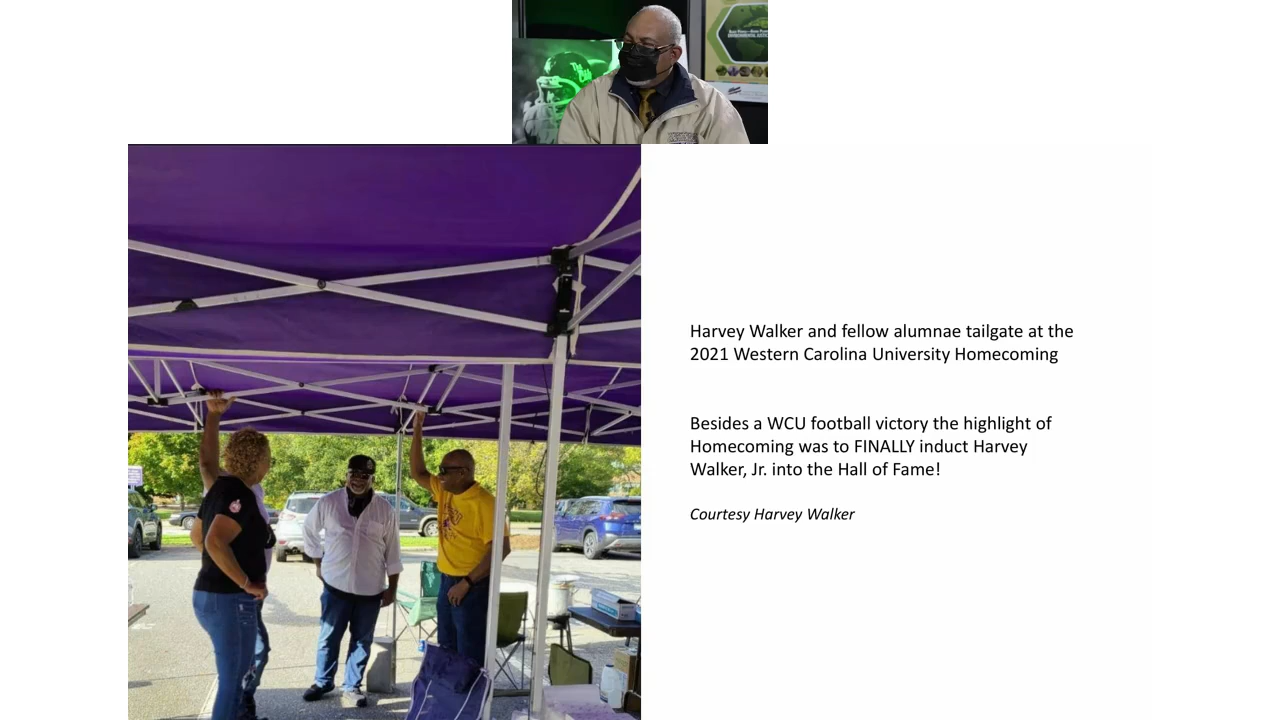 Harvey Walker and fellow alumnae tailgate at the
2021 Western Carolina University Homecoming
Besides a WCU football victory the highlight of
Homecoming was to FINALLY induct Harvey
Walker, Jr. into the Hall of Fame!
Courtesy Harvey Walker